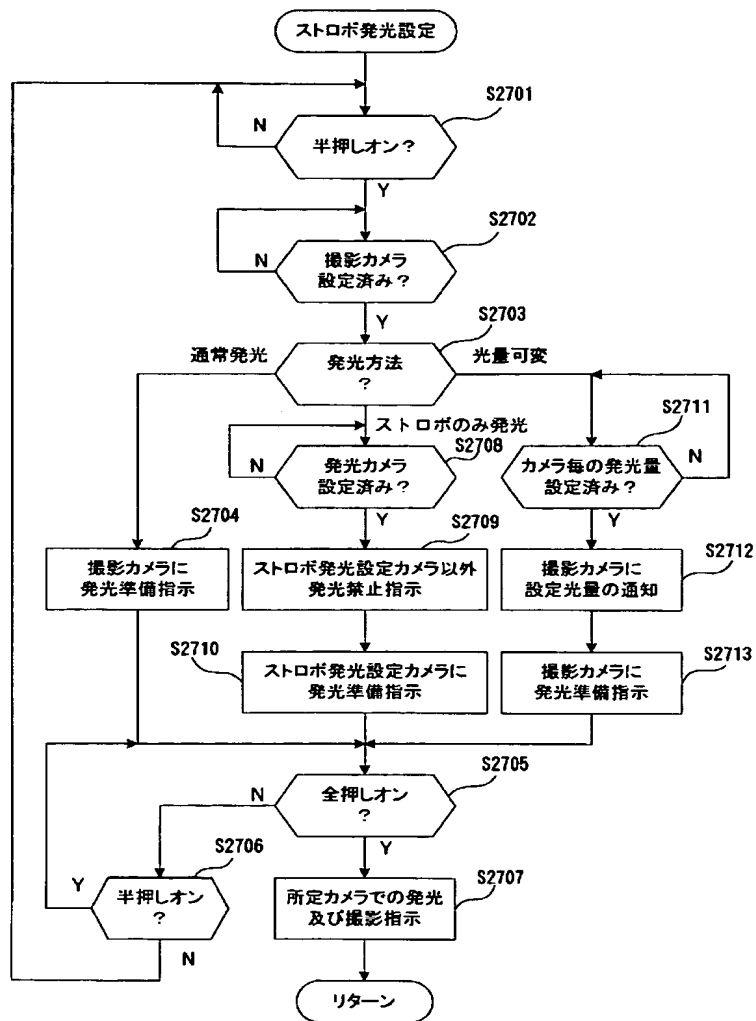 ストロボ発光設定
S2701
N
半押しオン?
Y
S2702
N
撮影カメラ
設定済み?
Y
S2703
通常発光
発光方法
?
光量可変
ストロボのみ発光
S2708
S2711
N
発光カメラ
設定済み?
カメラ毎の発光量
設定済み?
N
Y
Y
S2704
S2709
S2712
撮影カメラに
発光準備指示
ストロボ発光設定カメラ以外
発光禁止指示
撮影カメラに
設定光量の通知
S2710
S2713
ストロボ発光設定カメラに
発光準備指示
撮影カメラに
発光準備指示
S2705
N
全押しオン
?
Y
S2706
S2707
Y
半押しオン
?
N
所定カメラでの発光
及び撮影指示
リターン